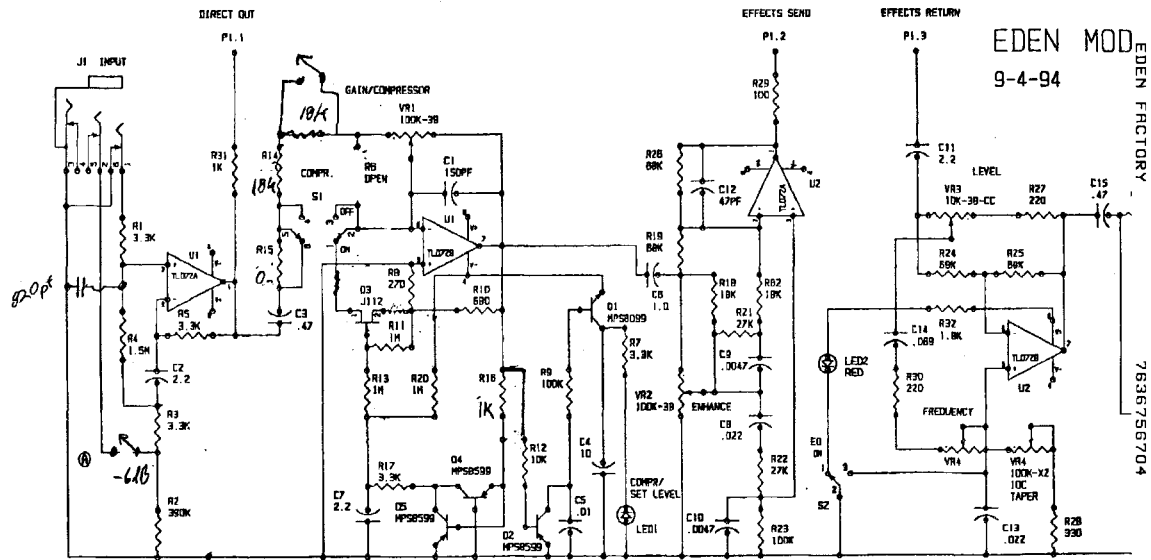 DIRECT OUT
P1.1
EFFECTS SEND
P1.2
EFFECTS RETURN
P1.3
EDEN MOD
9-4-94
EDEN FACTORY
7636756704
J1 INPUT
3 4 5 2 6 1
R31
1K
18K
GAIN/COMPRESSOR
VR1
100K-3B
R6
OPEN
C1
150PF
R14
18K
COMPR.
S1
OFF
ON
R15
0
C3
.47
R1
3.3K
U1
TL072A
R5
3.3K
820pf
R4
1.5M
C2
2.2
R3
3.3K
A
-6dB
R2
390K
U1
TL072B
R8
270
Q3
J112
R11
1M
R10
680
R13
1M
R20
1M
R16
1K
R17
3.3K
C7
2.2
Q4
MPS8599
Q5
MPS8599
R12
10K
Q2
MPS8599
Q1
MPS8099
R7
3.3K
R9
100K
C4
10
C5
.01
COMPR/
SET LEVEL
LED1
C6
1.0
R29
100
R26
68K
C12
47PF
U2
TL072A
R19
68K
R18
18K
R21
27K
C9
.0047
VR2
100K-3B
ENHANCE
C8
.022
R22
27K
C10
.0047
R23
100K
C11
2.2
LEVEL
VR3
10K-3B-CC
R27
220
C15
.47
R24
68K
R25
68K
R32
1.8K
C14
.069
LED2
RED
R30
220
TL072B
U2
FREQUENCY
VR4
VR4
100K-X2
10C
TAPER
EQ
ON
S2
C13
.022
R28
330